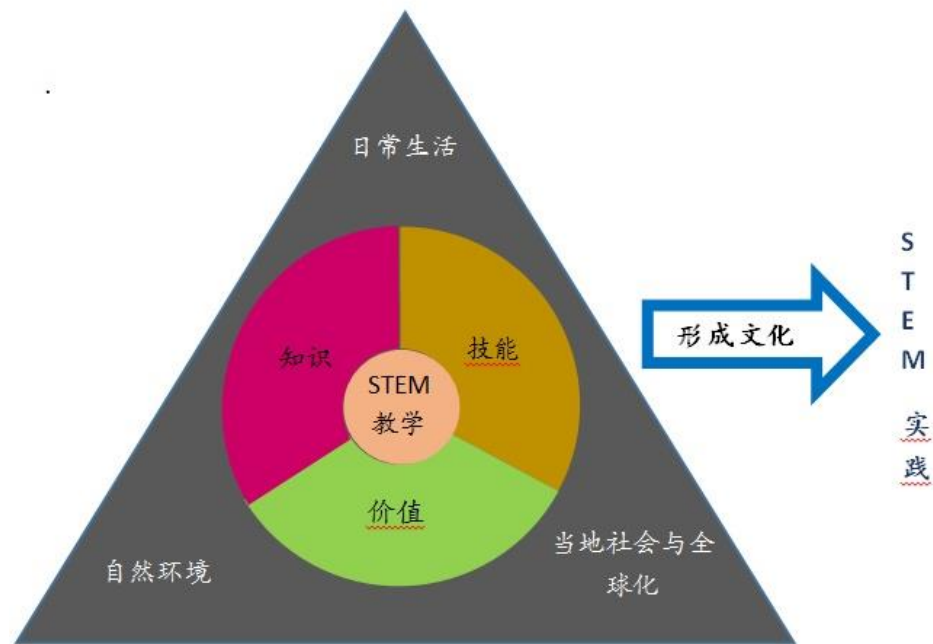 日常生活
知识
技能
STEM
教学
价值
自然环境
当地社会与全
球化
形成文化
S
T
E
M
实
践